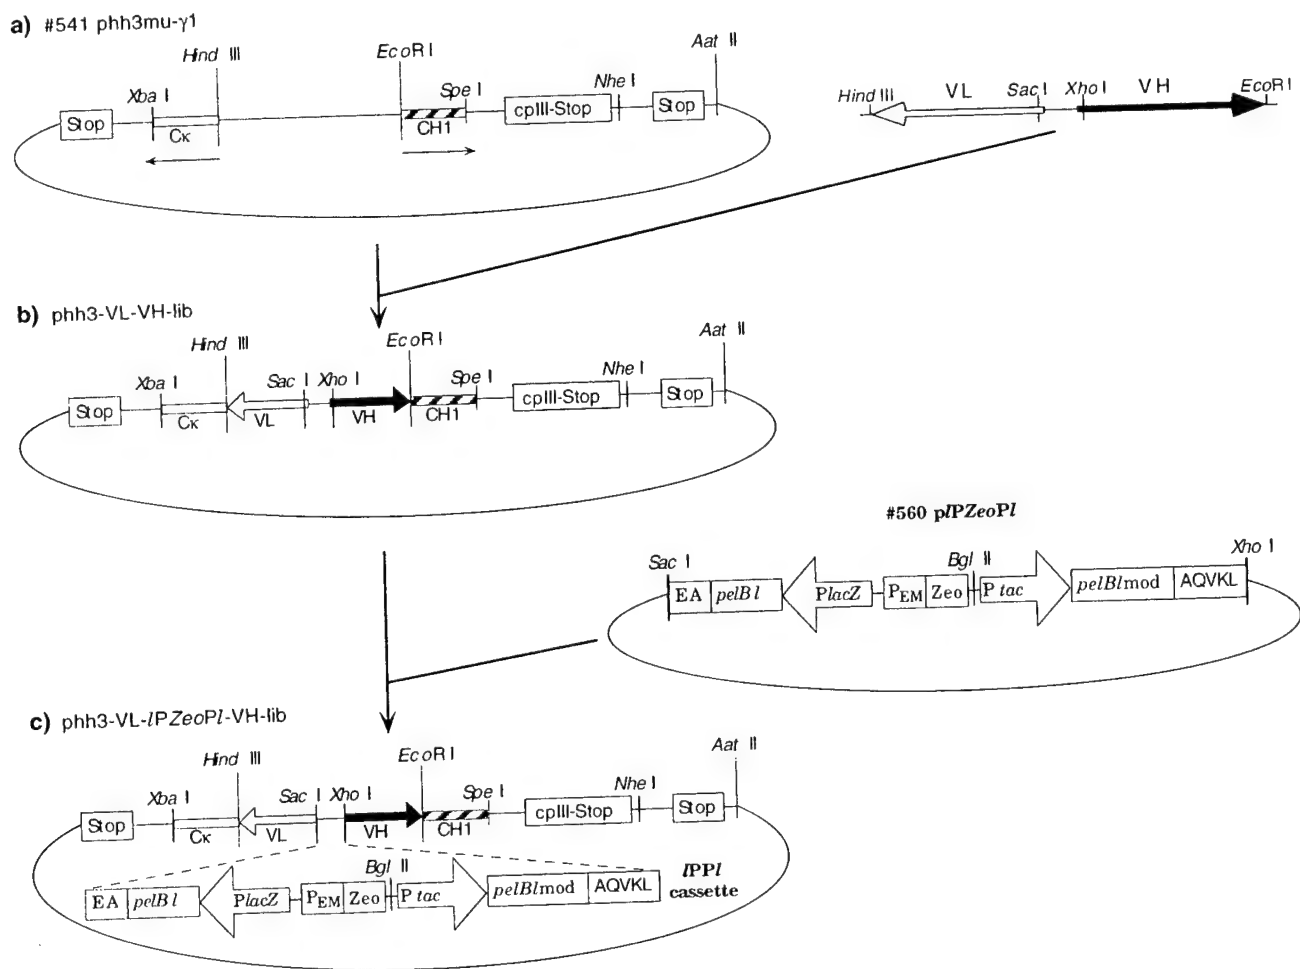 a) #541 phh3mu-γ1
Hind III
EcoR I
Aat II
Xba I
Spe I
Nhe I
Stop
Cκ
CH1
cpIII-Stop
Stop
Hind III
VL
Sac I
Xho I
VH
EcoR I
b) phh3-VL-VH-lib
Hind III
EcoR I
Aat II
Xba I
Sac I
Xho I
Spe I
Nhe I
Stop
Cκ
VL
VH
CH1
cpIII-Stop
Stop
#560 plPZeoPl
Sac I
Bgl II
Xho I
EA
pelBl
PlacZ
PEM
Zeo
P tac
pelBlmod
AQVKL
c) phh3-VL-lPZeoPl-VH-lib
Hind III
EcoR I
Aat II
Xba I
Sac I
Xho I
Spe I
Nhe I
Stop
Cκ
VL
VH
CH1
cpIII-Stop
Stop
Bgl II
EA
pelBl
PlacZ
PEM
Zeo
P tac
pelBlmod
AQVKL
lPPl
cassette